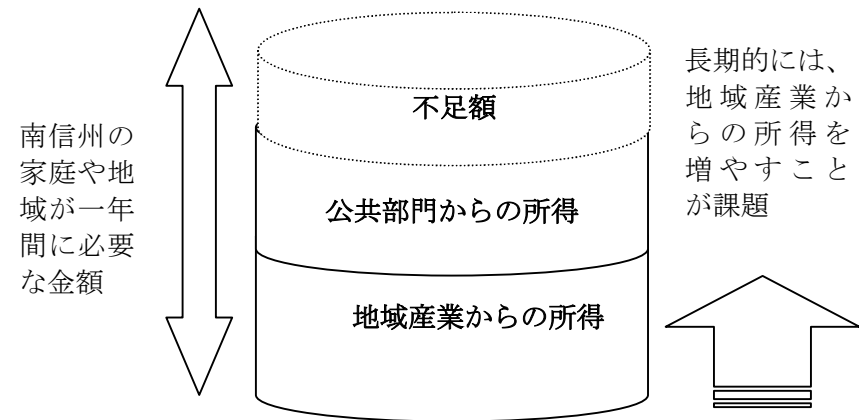 南信州の
家庭や地
域が一年
間に必要
な金額
不足額
公共部門からの所得
地域産業からの所得
長期的には、
地域産業か
らの所得を
増やすこと
が課題